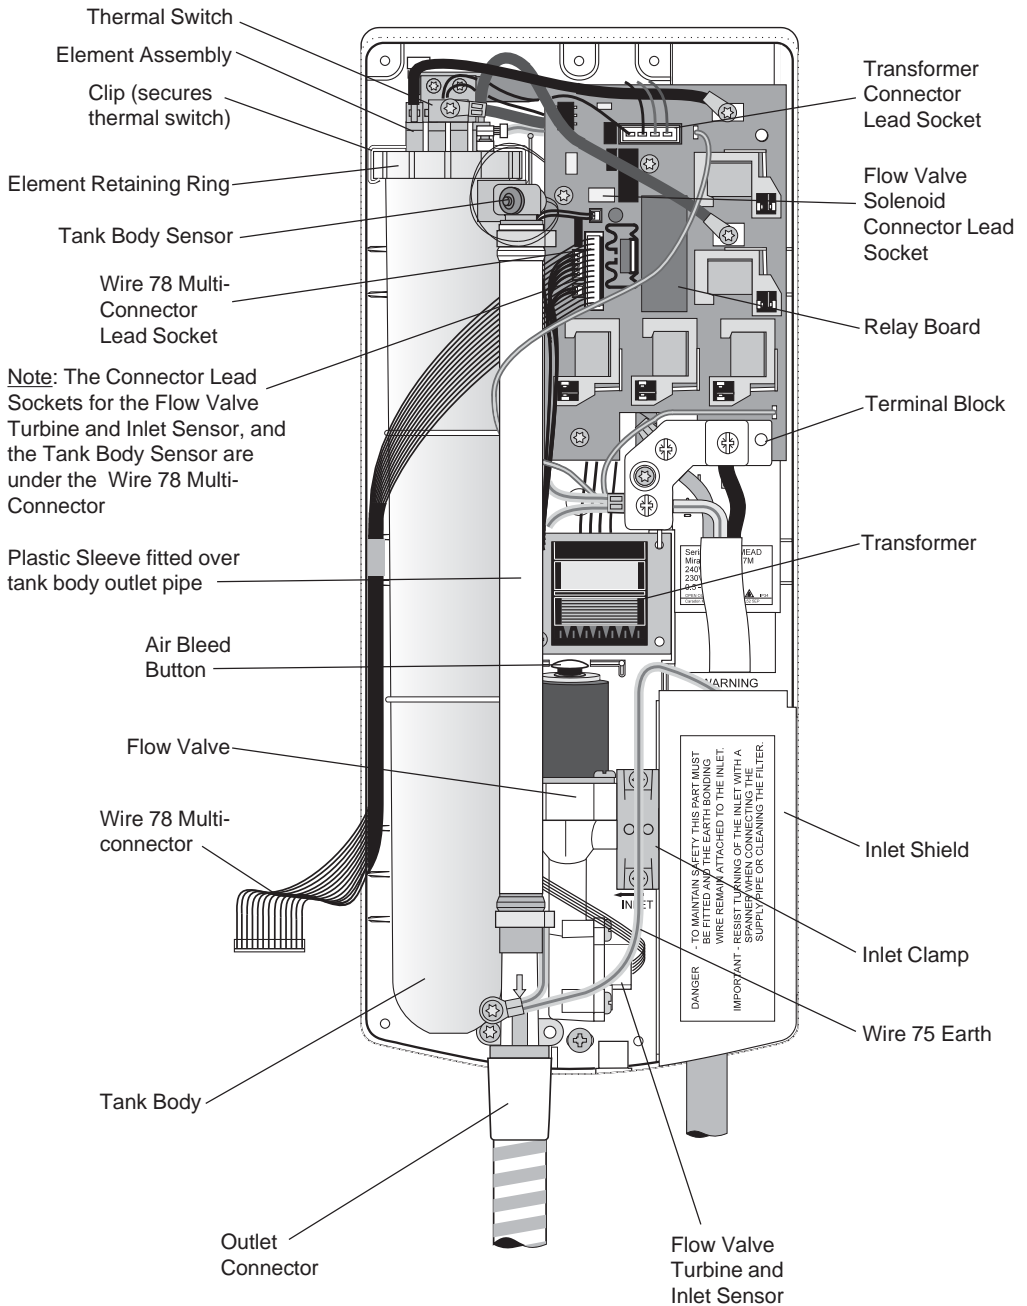 Thermal Switch
Element Assembly
Clip (secures
thermal switch)
Element Retaining Ring
Tank Body Sensor
Wire 78 Multi-
Connector
Lead Socket
Note: The Connector Lead
Sockets for the Flow Valve
Turbine and Inlet Sensor, and
the Tank Body Sensor are
under the Wire 78 Multi-
Connector
Plastic Sleeve fitted over
tank body outlet pipe
Air Bleed
Button
Flow Valve
Wire 78 Multi-
connector
Tank Body
Outlet
Connector
Transformer
Connector
Lead Socket
Flow Valve
Solenoid
Connector Lead
Socket
Relay Board
Terminal Block
Transformer
Inlet Shield
Inlet Clamp
Wire 75 Earth
Flow Valve
Turbine and
Inlet Sensor
Seri MEAD
Mira 7M
240V
230V
WARNING
INLET
DANGER - TO MAINTAIN SAFETY THIS PART MUST
BE FITTED AND THE EARTH BONDING
WIRE REMAIN ATTACHED TO THE INLET.
IMPORTANT - RESIST TURNING OF THE INLET WITH A
SPANNER WHEN CONNECTING THE
SUPPLY PIPE OR CLEANING THE FILTER.